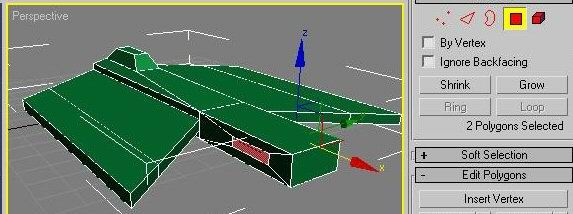 Perspective
z
x
By Vertex
Ignore Backfacing
Shrink
Grow
Ring
Loop
2 Polygons Selected
+ Soft Selection
- Edit Polygons
Insert Vertex